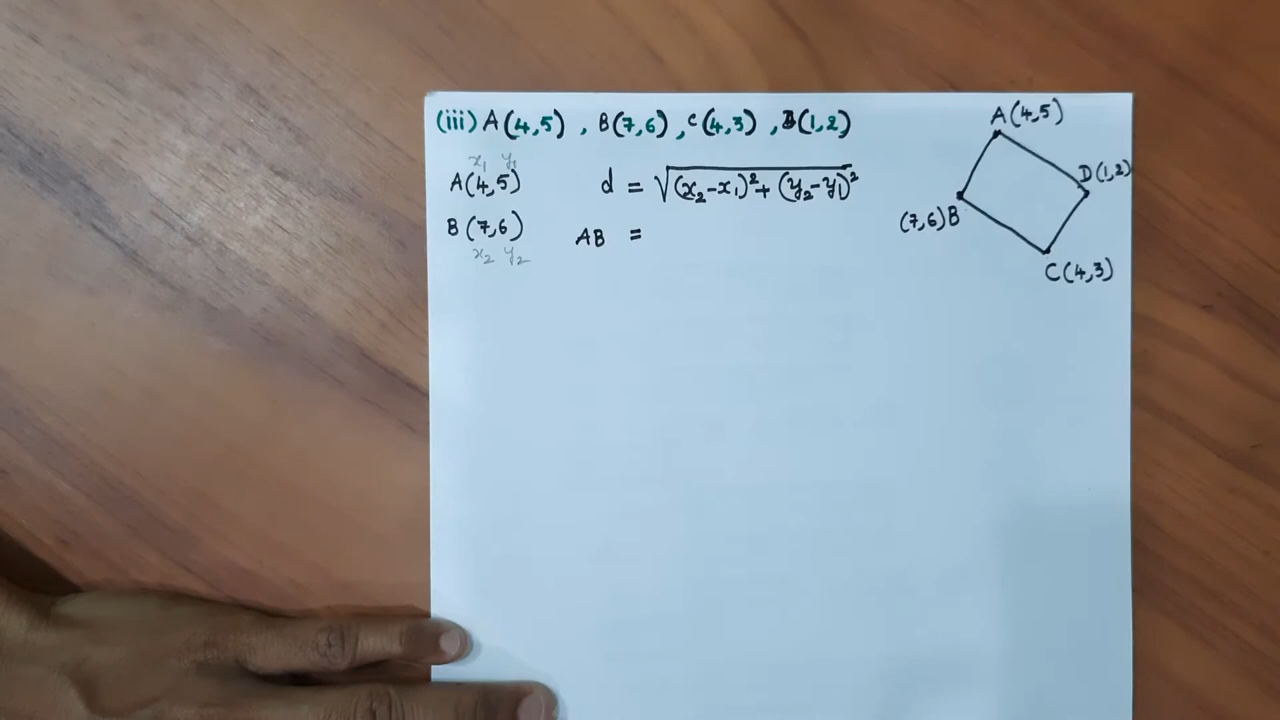 (iii) A(4,5) , B(7,6) , C(4,3) , D(1,2)
x₁ y₁
A(4,5)
d = √(x₂-x₁)²+(y₂-y₁)²
B(7,6)
x₂ y₂
AB =
A(4,5)
D(1,2)
(7,6)B
C(4,3)